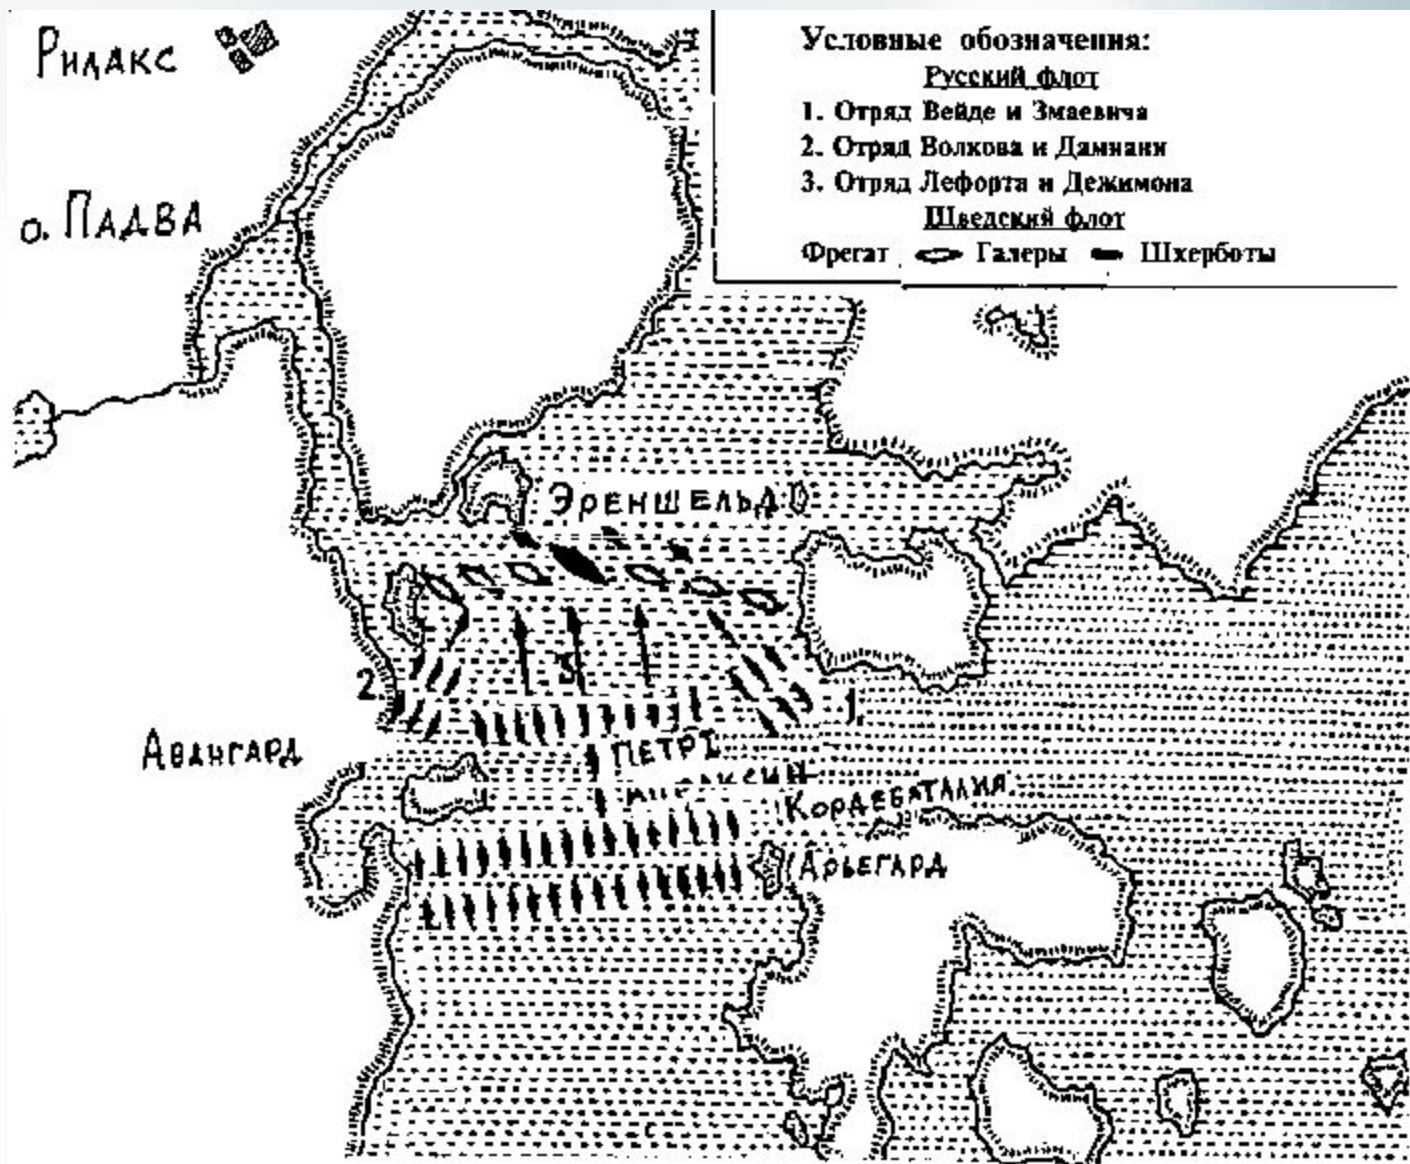 Ридакс
о. Падва
Условные обозначения:
Русский флот
1. Отряд Вейде и Змаевича
2. Отряд Волкова и Дамиани
3. Отряд Лефорта и Дежимона
Шведский флот
Фрегат Галеры Шхерботы
Эреншельд
2.
3
1.
Авангард
Петр I
Кордебаталия.
Арьегард